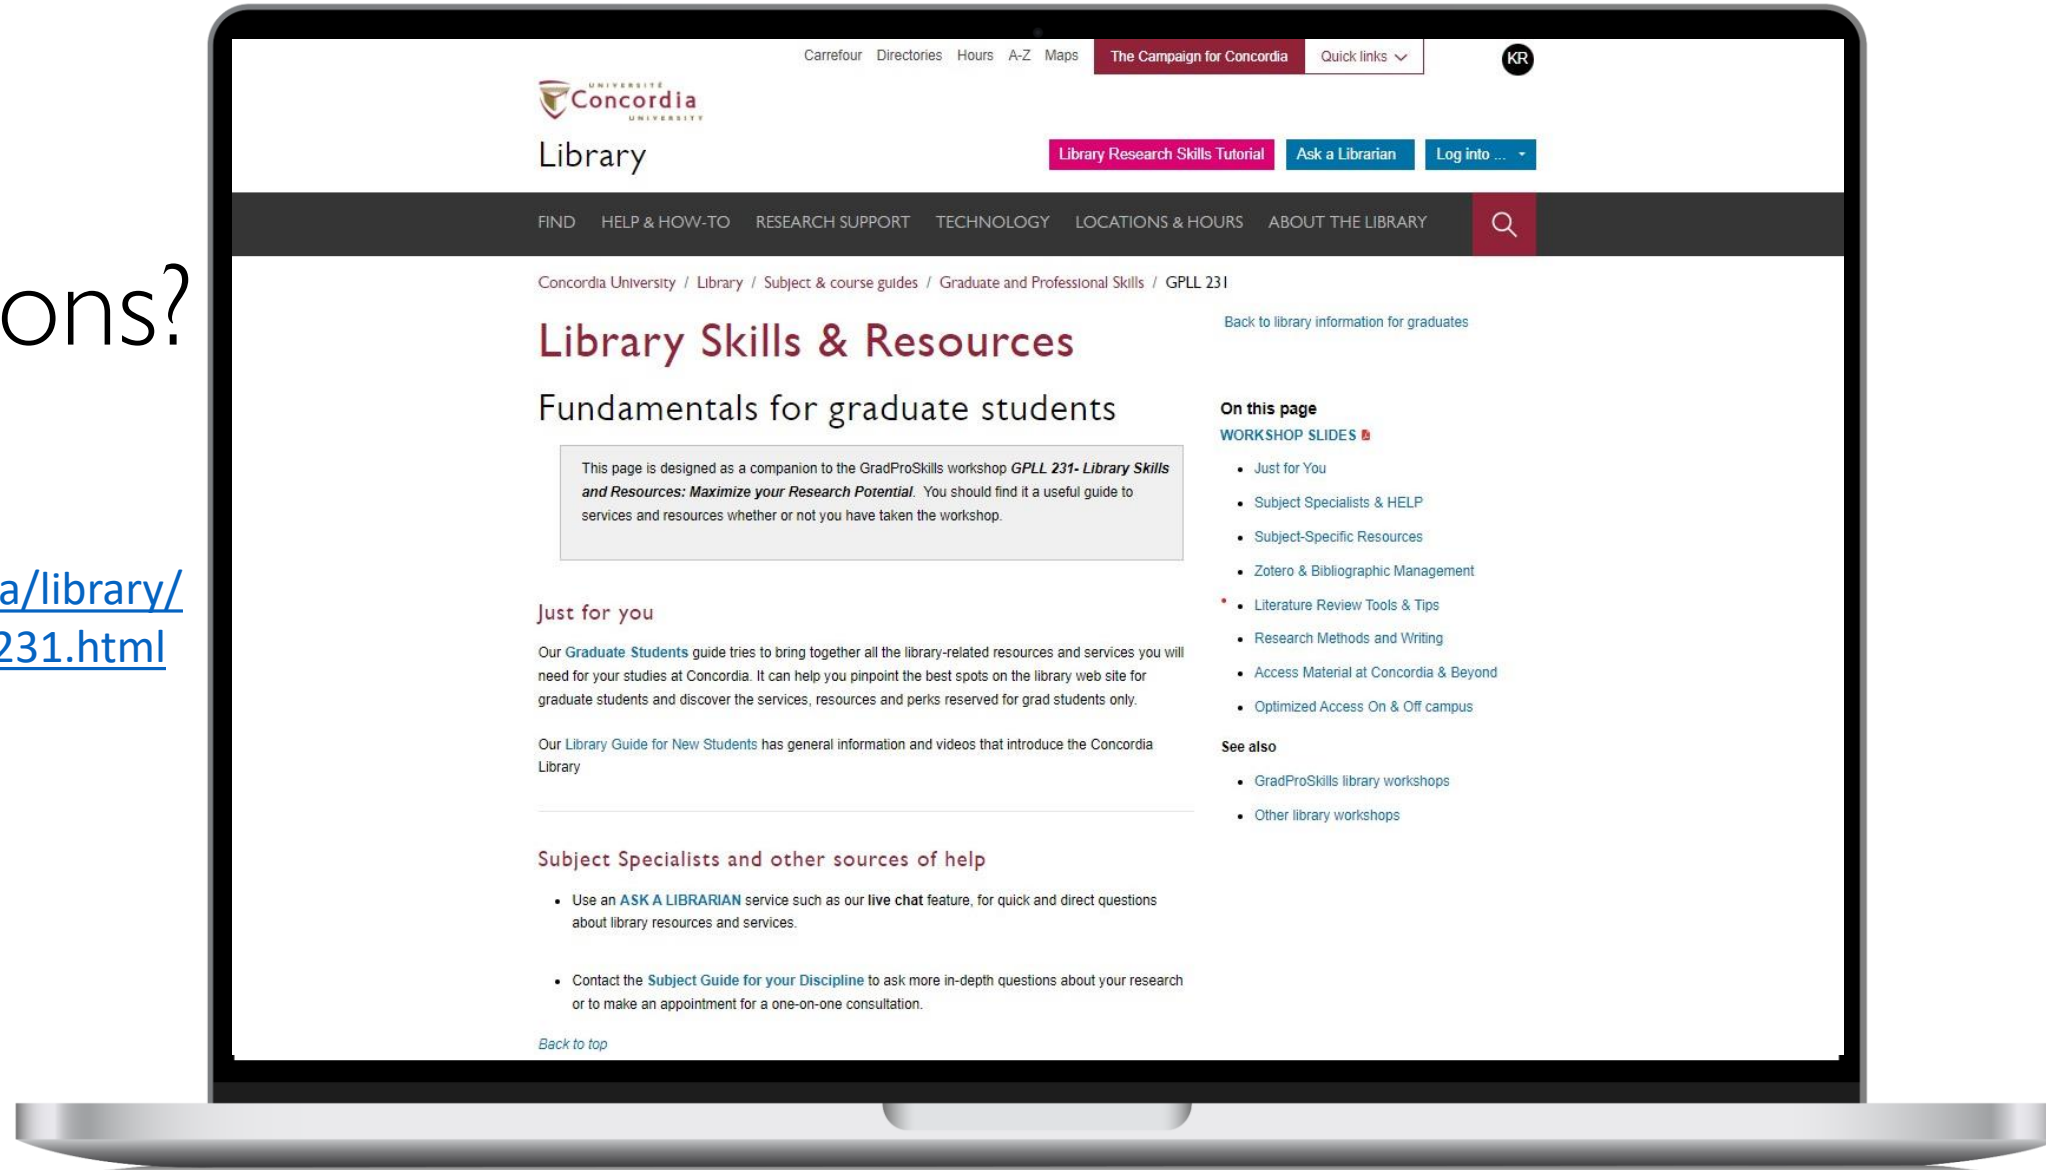 ons?
a/library/
231.html
Carrefour Directories Hours A-Z Maps The Campaign for Concordia Quick links
KR
UNIVERSITÉ
Concordia
UNIVERSITY
Library
Library Research Skills Tutorial Ask a Librarian Log into ...
FIND HELP & HOW-TO RESEARCH SUPPORT TECHNOLOGY LOCATIONS & HOURS ABOUT THE LIBRARY
Concordia University / Library / Subject & course guides / Graduate and Professional Skills / GPLL 231
Library Skills & Resources
Fundamentals for graduate students
This page is designed as a companion to the GradProSkills workshop GPLL 231- Library Skills
and Resources: Maximize your Research Potential. You should find it a useful guide to
services and resources whether or not you have taken the workshop.
Just for you
Our Graduate Students guide tries to bring together all the library-related resources and services you will
need for your studies at Concordia. It can help you pinpoint the best spots on the library web site for
graduate students and discover the services, resources and perks reserved for grad students only.
Our Library Guide for New Students has general information and videos that introduce the Concordia
Library
Subject Specialists and other sources of help
• Use an ASK A LIBRARIAN service such as our live chat feature, for quick and direct questions
about library resources and services.
• Contact the Subject Guide for your Discipline to ask more in-depth questions about your research
or to make an appointment for a one-on-one consultation.
Back to top
Back to library information for graduates
On this page
WORKSHOP SLIDES
• Just for You
• Subject Specialists & HELP
• Subject-Specific Resources
• Zotero & Bibliographic Management
• Literature Review Tools & Tips
• Research Methods and Writing
• Access Material at Concordia & Beyond
• Optimized Access On & Off campus
See also
• GradProSkills library workshops
• Other library workshops